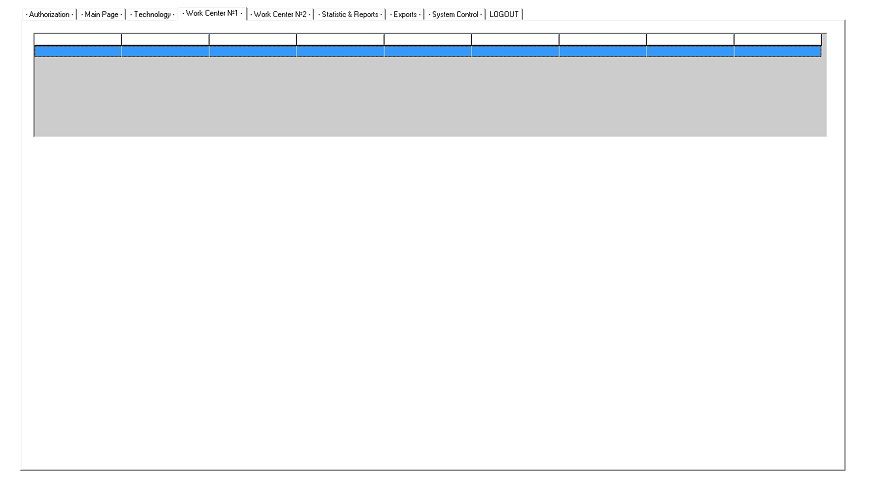 · Authorization · · Main Page · · Technology · · Work Center №1 · · Work Center №2 · · Statistic & Reports · · Exports · · System Control · LOGOUT